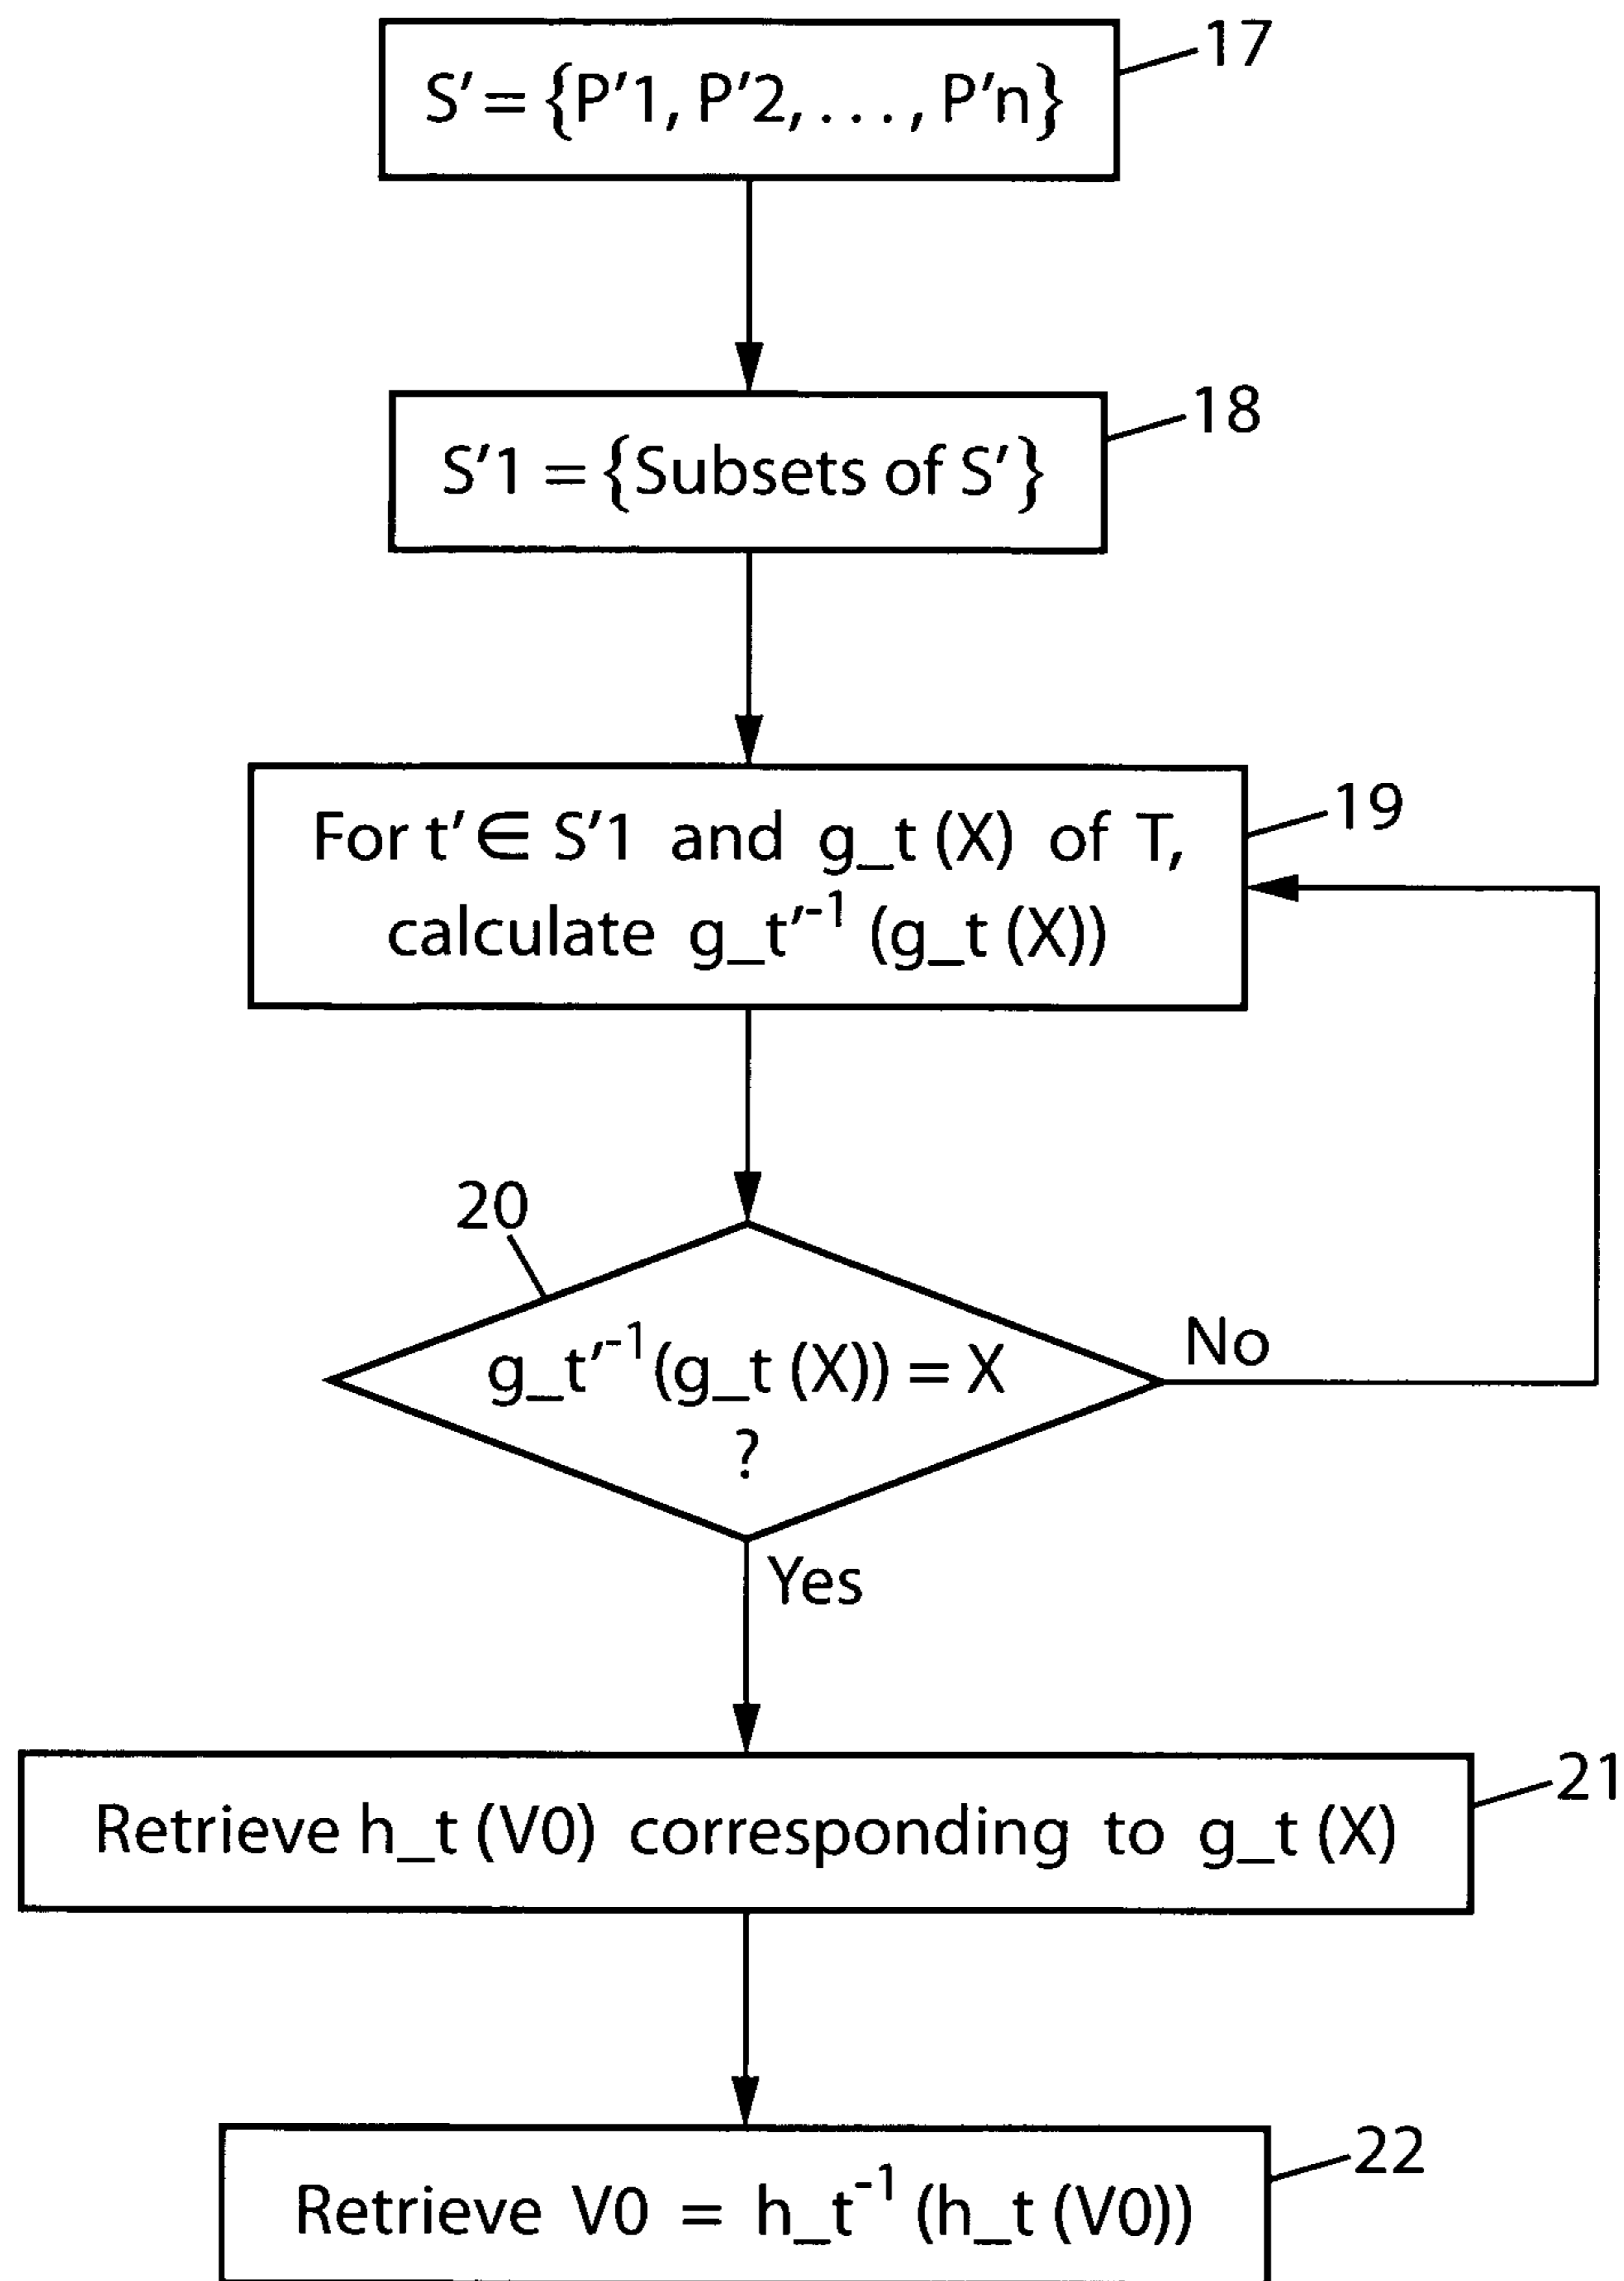 17
S′ = {P′1, P′2, . . . , P′n}
18
S′1 = {Subsets of S′}
19
For t′ ∈ S′1 and g_t (X) of T,
calculate g_t′⁻¹ (g_t (X))
20
g_t′⁻¹ (g_t (X)) = X
?
No
Yes
21
Retrieve h_t (V0) corresponding to g_t (X)
22
Retrieve V0 = h_t⁻¹ (h_t (V0))